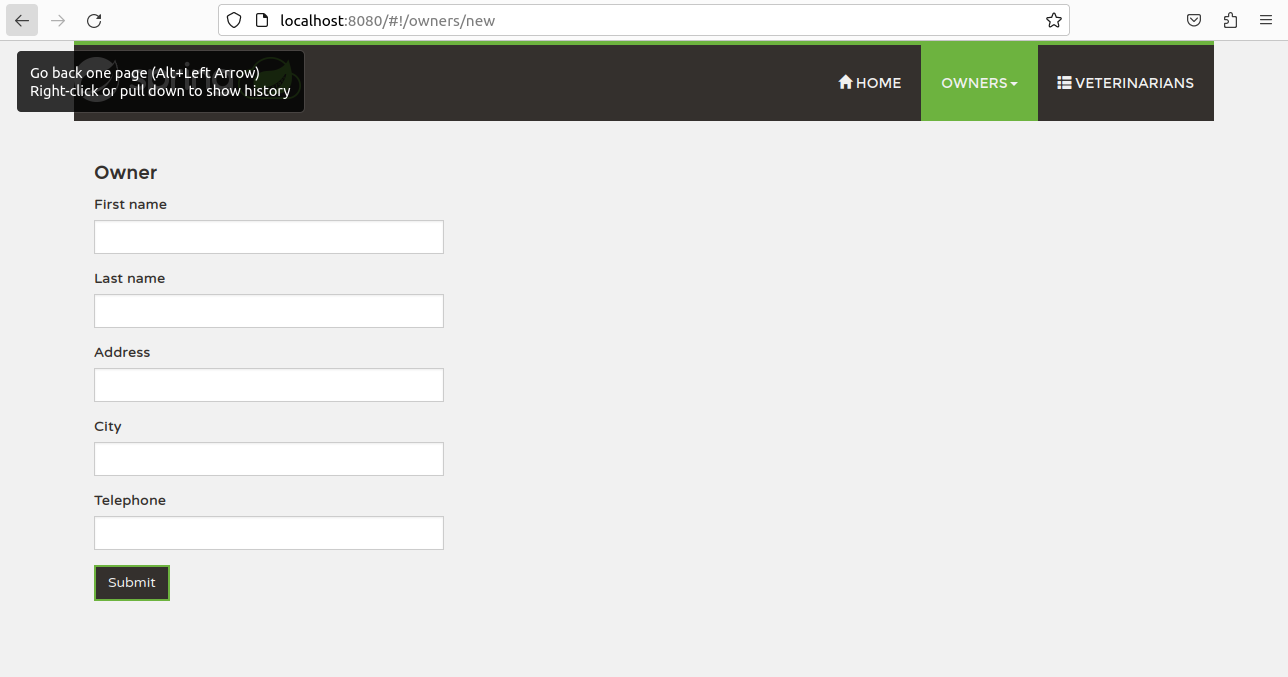 localhost:8080/#!/owners/new
Go back one page (Alt+Left Arrow)
Right-click or pull down to show history
HOME
OWNERS
VETERINARIANS
Owner
First name
Last name
Address
City
Telephone
Submit